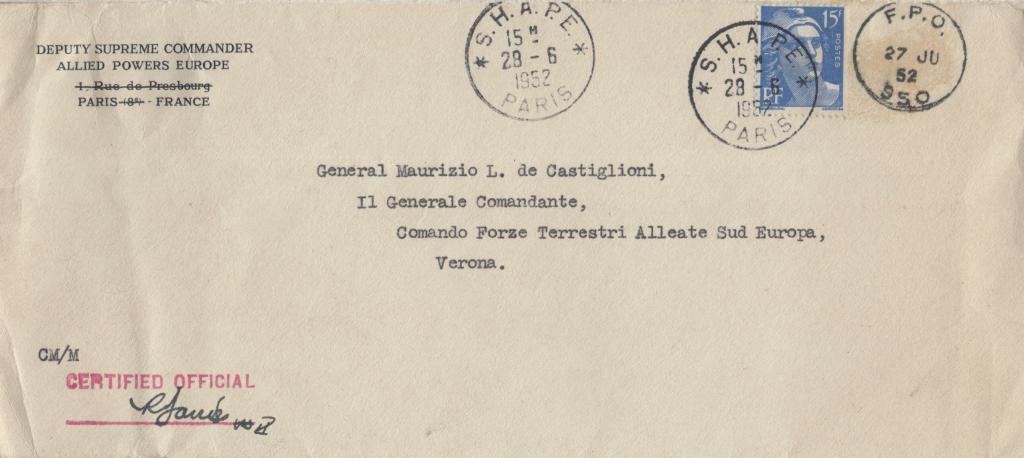 DEPUTY SUPREME COMMANDER
ALLIED POWERS EUROPE
1, Rue de Presbourg
PARIS (8e) - FRANCE
* S.H.A.P.E. *
15 H
28 - 6
1952
PARIS
* S.H.A.P.E. *
15 H
28 - 6
1952
PARIS
15F
POSTES
RF
F.P.O.
27 JU
52
950
General Maurizio L. de Castiglioni,
Il Generale Comandante,
Comando Forze Terrestri Alleate Sud Europa,
Verona.
CM/M
CERTIFIED OFFICIAL